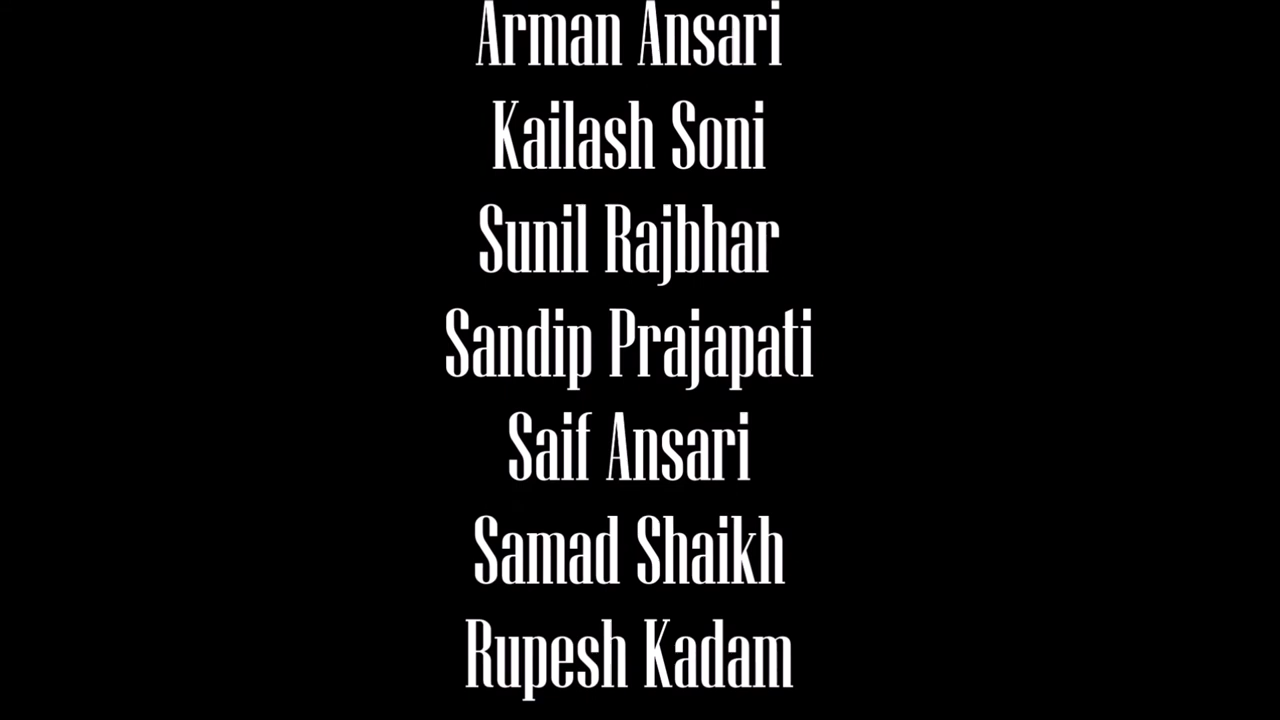 Arman Ansari
Kailash Soni
Sunil Rajbhar
Sandip Prajapati
Saif Ansari
Samad Shaikh
Rupesh Kadam